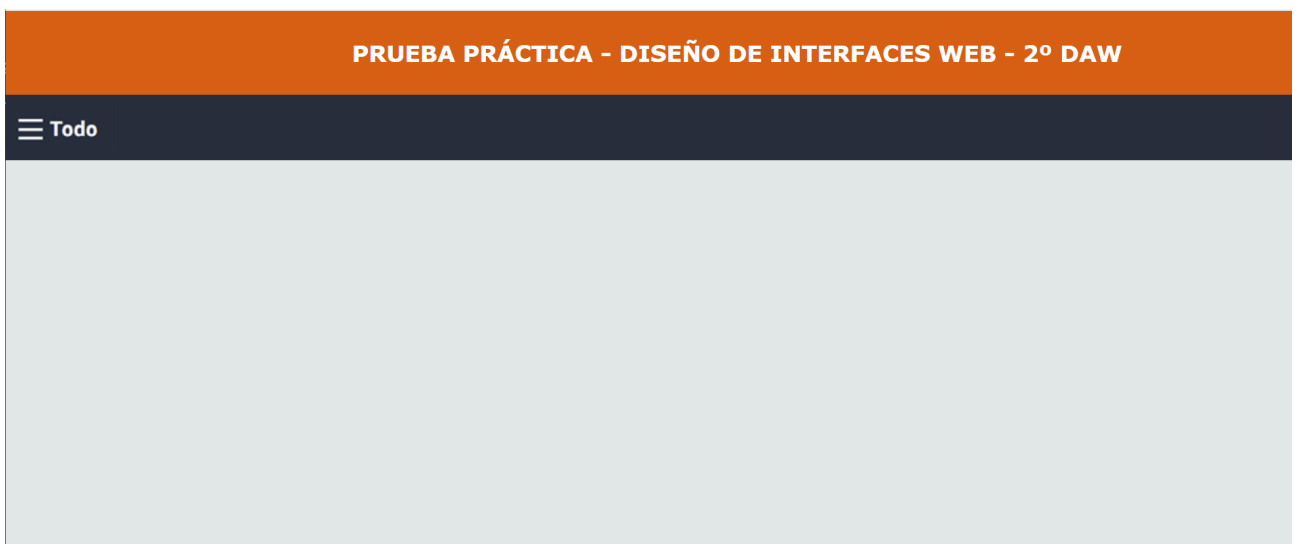 PRUEBA PRÁCTICA - DISEÑO DE INTERFACES WEB - 2º DAW
Todo